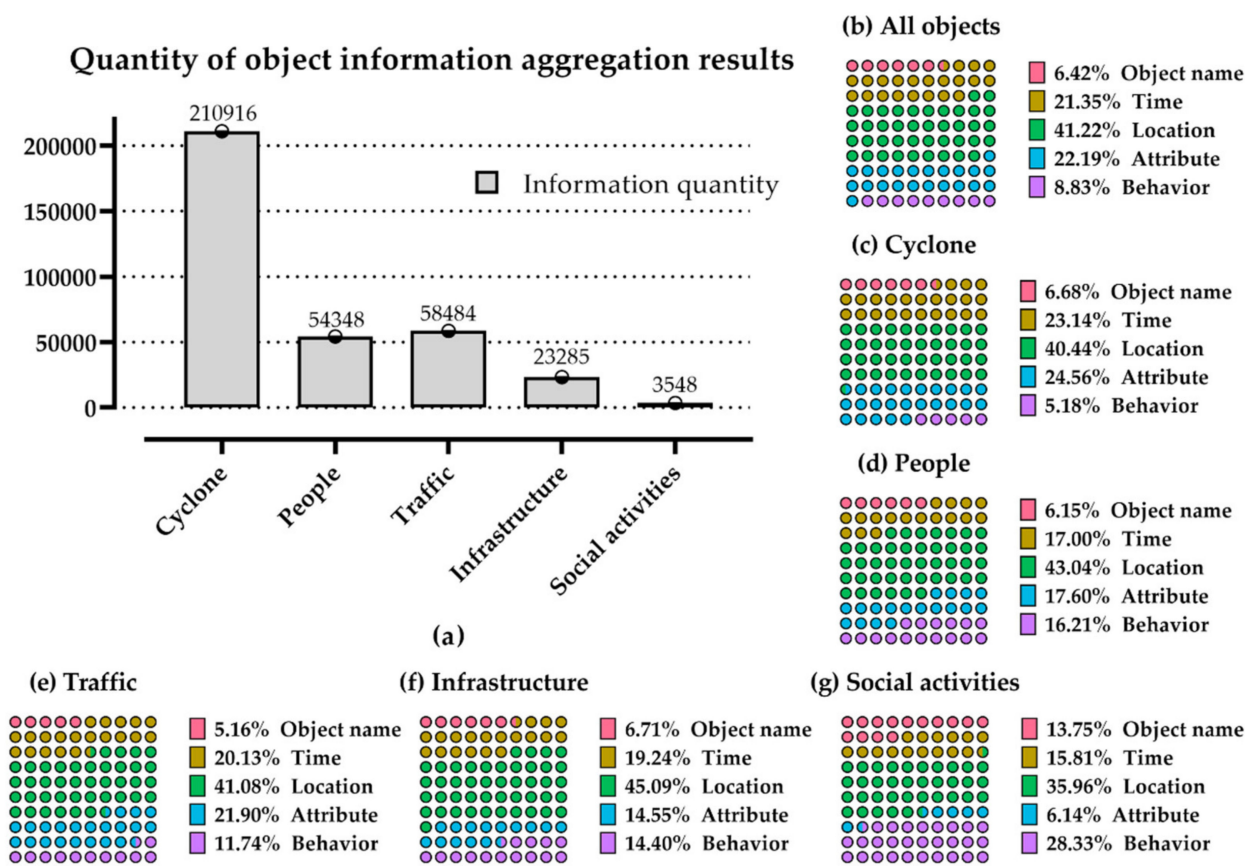 Quantity of object information aggregation results
210916
200000
Information quantity
150000
100000
54348
58484
50000
23285
3548
0
Cyclone
People
Traffic
Infrastructure
Social activities
(a)
(b) All objects
6.42% Object name
21.35% Time
41.22% Location
22.19% Attribute
8.83% Behavior
(c) Cyclone
6.68% Object name
23.14% Time
40.44% Location
24.56% Attribute
5.18% Behavior
(d) People
6.15% Object name
17.00% Time
43.04% Location
17.60% Attribute
16.21% Behavior
(e) Traffic
5.16% Object name
20.13% Time
41.08% Location
21.90% Attribute
11.74% Behavior
(f) Infrastructure
6.71% Object name
19.24% Time
45.09% Location
14.55% Attribute
14.40% Behavior
(g) Social activities
13.75% Object name
15.81% Time
35.96% Location
6.14% Attribute
28.33% Behavior